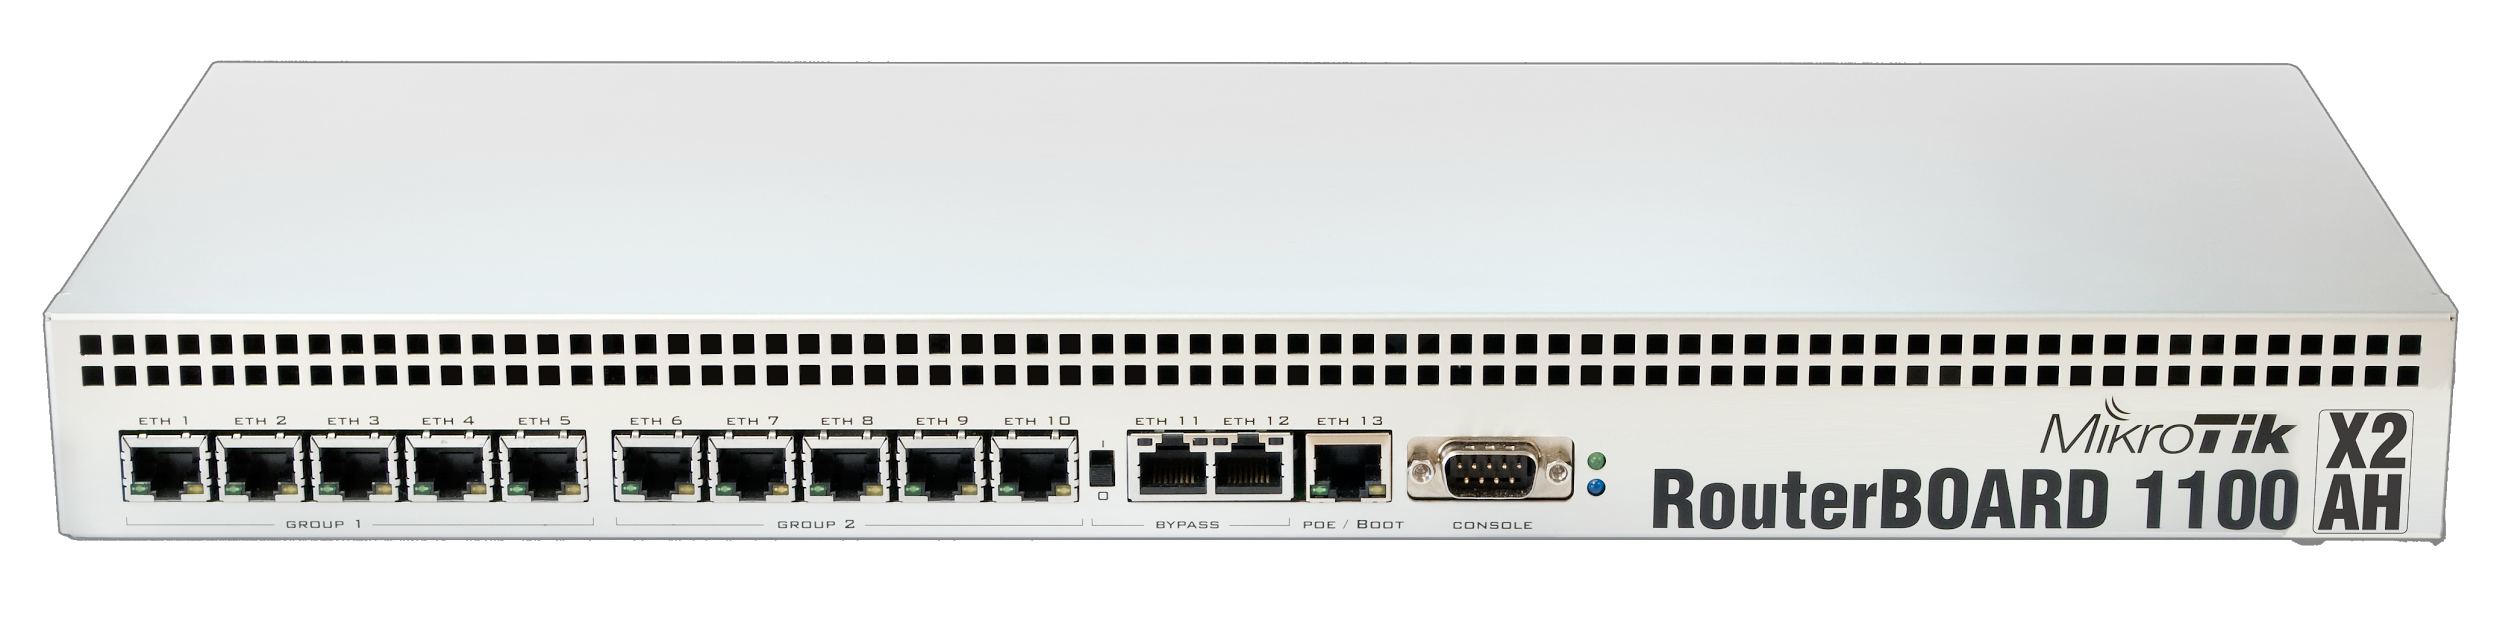 ETH 1 ETH 2 ETH 3 ETH 4 ETH 5 ETH 6 ETH 7 ETH 8 ETH 9 ETH 10 ETH 11 ETH 12 ETH 13
I
O
GROUP 1 GROUP 2 BYPASS POE / BOOT CONSOLE
MikroTik
RouterBOARD 1100
X2
AH